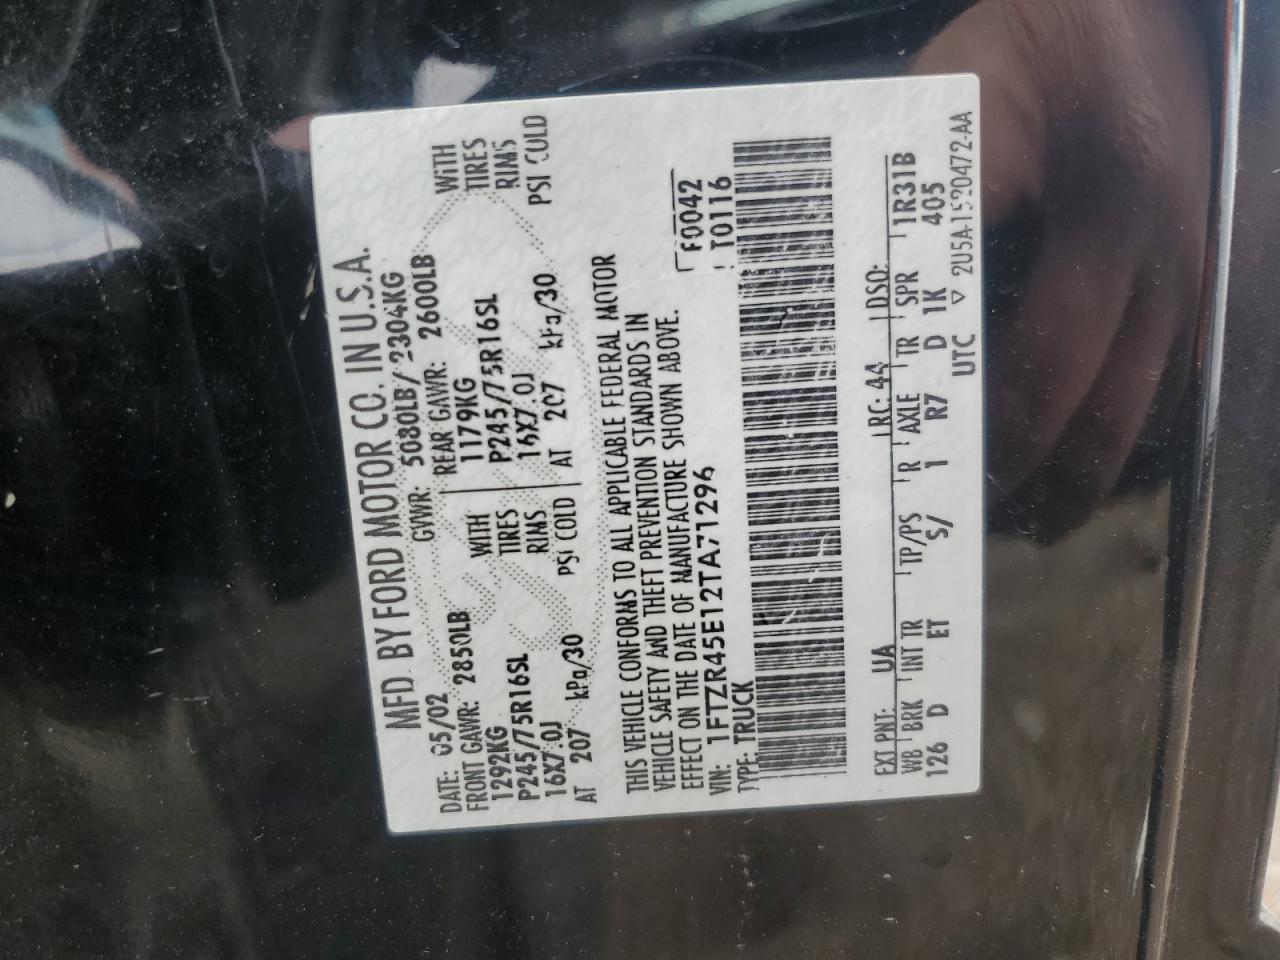 MFD. BY FORD MOTOR CO. IN U.S.A.
DATE: 05/02 GVWR: 5080LB/2304KG
FRONT GAWR: 2850LB REAR GAWR: 2600LB
1292KG WITH 1179KG WITH
P245/75R16SL TIRES P245/75R16SL TIRES
16X7.0J RIMS 16X7.0J RIMS
AT 207 kPa/30 PSI COLD AT 207 kPa/30 PSI COLD
THIS VEHICLE CONFORMS TO ALL APPLICABLE FEDERAL MOTOR
VEHICLE SAFETY AND THEFT PREVENTION STANDARDS IN
EFFECT ON THE DATE OF MANUFACTURE SHOWN ABOVE.
VIN: 1FTZR45E12TA71296 F0042
TYPE: TRUCK T0116
EXT PNT: UA RC: 44 DSO:
WB BRK INT TR TP/PS R AXLE TR SPR 1R31B
126 D ET S/ 1 R7 D 1K 405
UTC ▽ 2U5A-1520472-AA